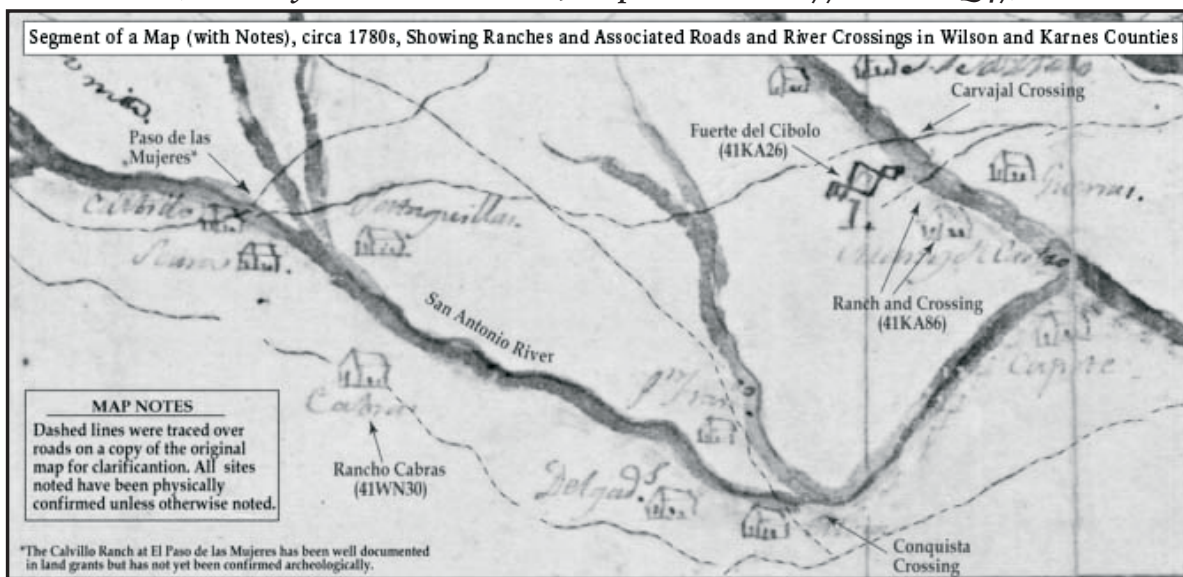 Segment of a Map (with Notes), circa 1780s, Showing Ranches and Associated Roads and River Crossings in Wilson and Karnes Counties
Carvajal Crossing
Paso de las
Mujeres*
Fuerte del Cibolo
(41KA26)
Guerras.
Calvillo
Ranch and Crossing
(41KA86)
San Antonio River
Capote
Cabras
Rancho Cabras
(41WN30)
Delgad.s
Conquista
Crossing
MAP NOTES
Dashed lines were traced over
roads on a copy of the original
map for clarificantion. All sites
noted have been physically
confirmed unless otherwise noted.
*The Calvillo Ranch at El Paso de las Mujeres has been well documented
in land grants but has not yet been confirmed archeologically.